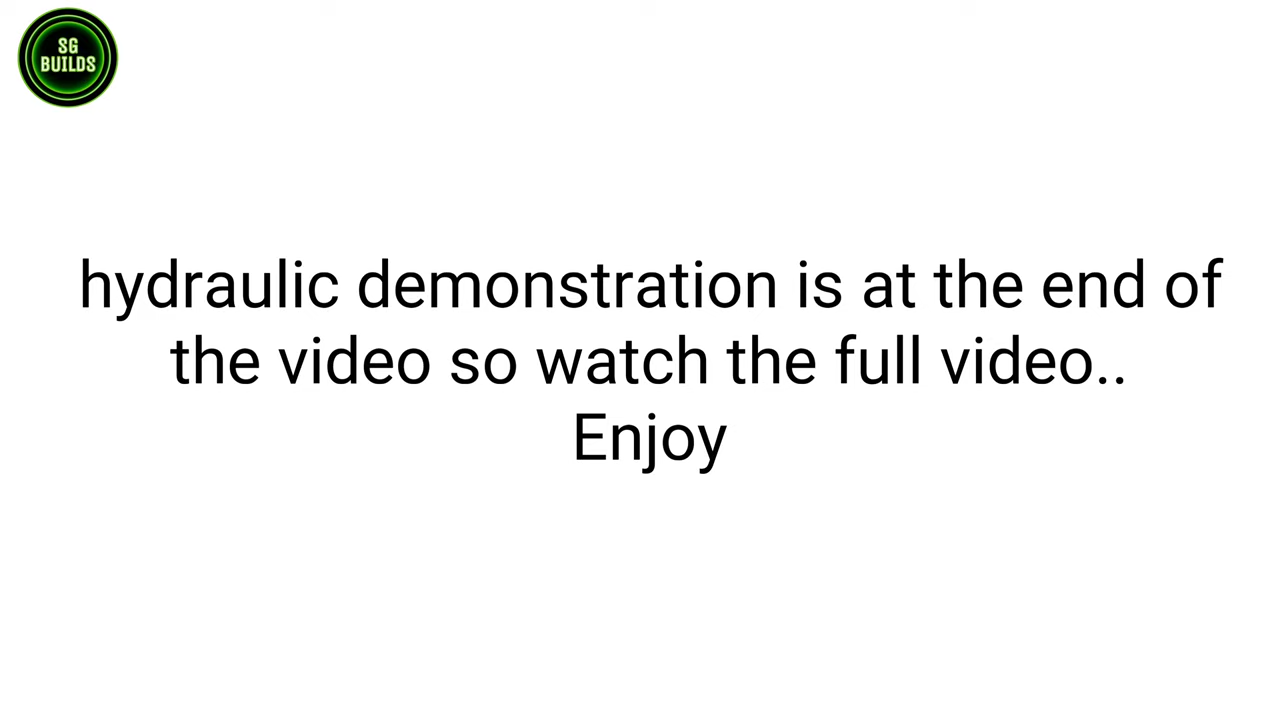 SG
BUILDS
hydraulic demonstration is at the end of
the video so watch the full video..
Enjoy